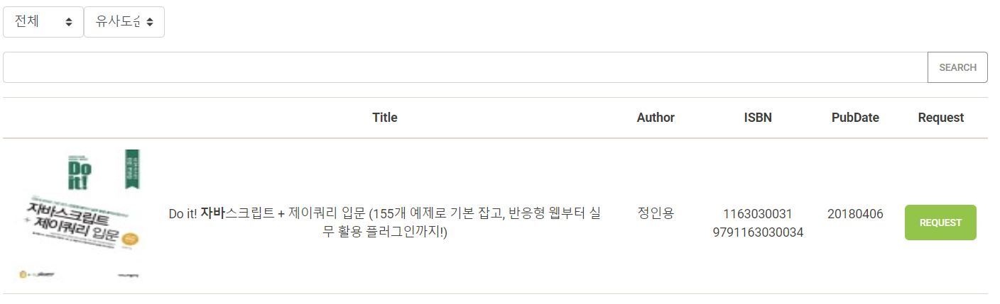 전체 유사도순
SEARCH
Title Author ISBN PubDate Request
Do it!
자바스크립트
+ 제이쿼리 입문
Do it! 자바스크립트 + 제이쿼리 입문 (155개 예제로 기본 잡고, 반응형 웹부터 실
무 활용 플러그인까지!)
정인용
1163030031
9791163030034
20180406
REQUEST